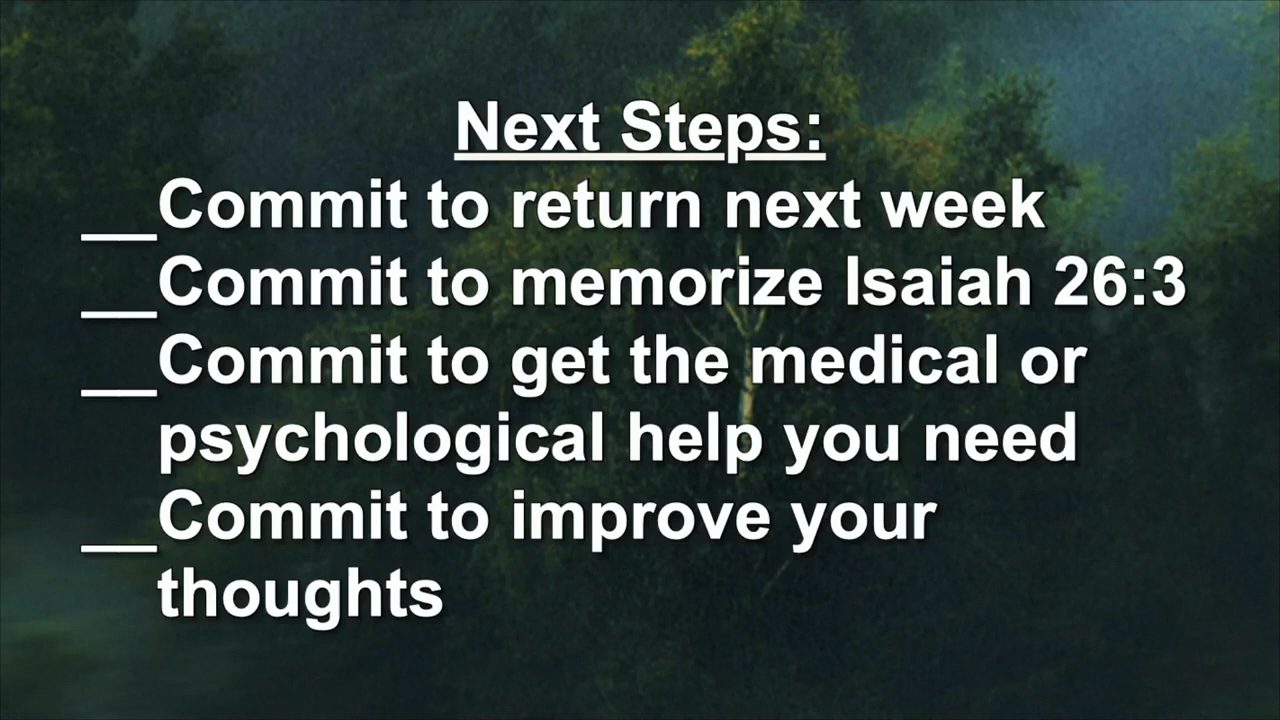 Next Steps:
__Commit to return next week
__Commit to memorize Isaiah 26:3
__Commit to get the medical or
psychological help you need
__Commit to improve your
thoughts